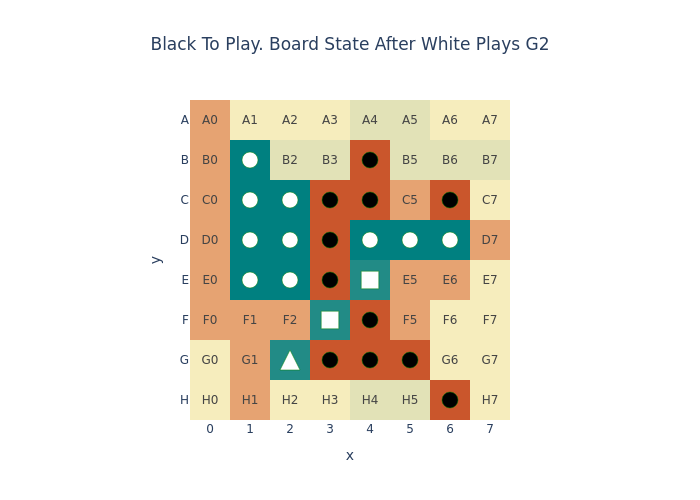 Black To Play. Board State After White Plays G2
A A0 A1 A2 A3 A4 A5 A6 A7
B B0 B2 B3 B5 B6 B7
C C0 C5 C7
D D0 D7
y
E E0 E5 E6 E7
F F0 F1 F2 F5 F6 F7
G G0 G1 G6 G7
H H0 H1 H2 H3 H4 H5 H7
0 1 2 3 4 5 6 7
x